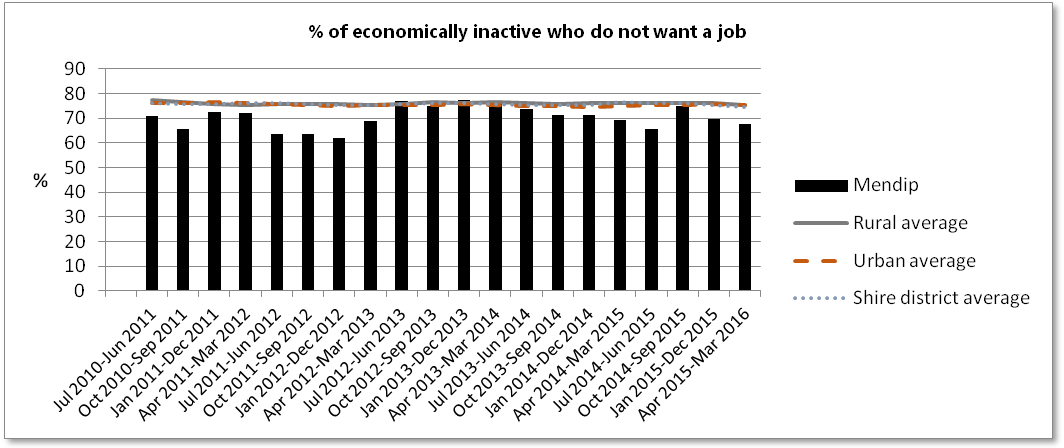 % of economically inactive who do not want a job
90
80
70
60
50
40
30
20
10
0
%
Jul 2010-Jun 2011
Oct 2010-Sep 2011
Jan 2011-Dec 2011
Apr 2011-Mar 2012
Jul 2011-Jun 2012
Oct 2011-Sep 2012
Jan 2012-Dec 2012
Apr 2012-Mar 2013
Jul 2012-Jun 2013
Oct 2012-Sep 2013
Jan 2013-Dec 2013
Apr 2013-Mar 2014
Jul 2013-Jun 2014
Oct 2013-Sep 2014
Jan 2014-Dec 2014
Apr 2014-Mar 2015
Jul 2014-Jun 2015
Oct 2014-Sep 2015
Jan 2015-Dec 2015
Apr 2015-Mar 2016
Mendip
Rural average
Urban average
Shire district average